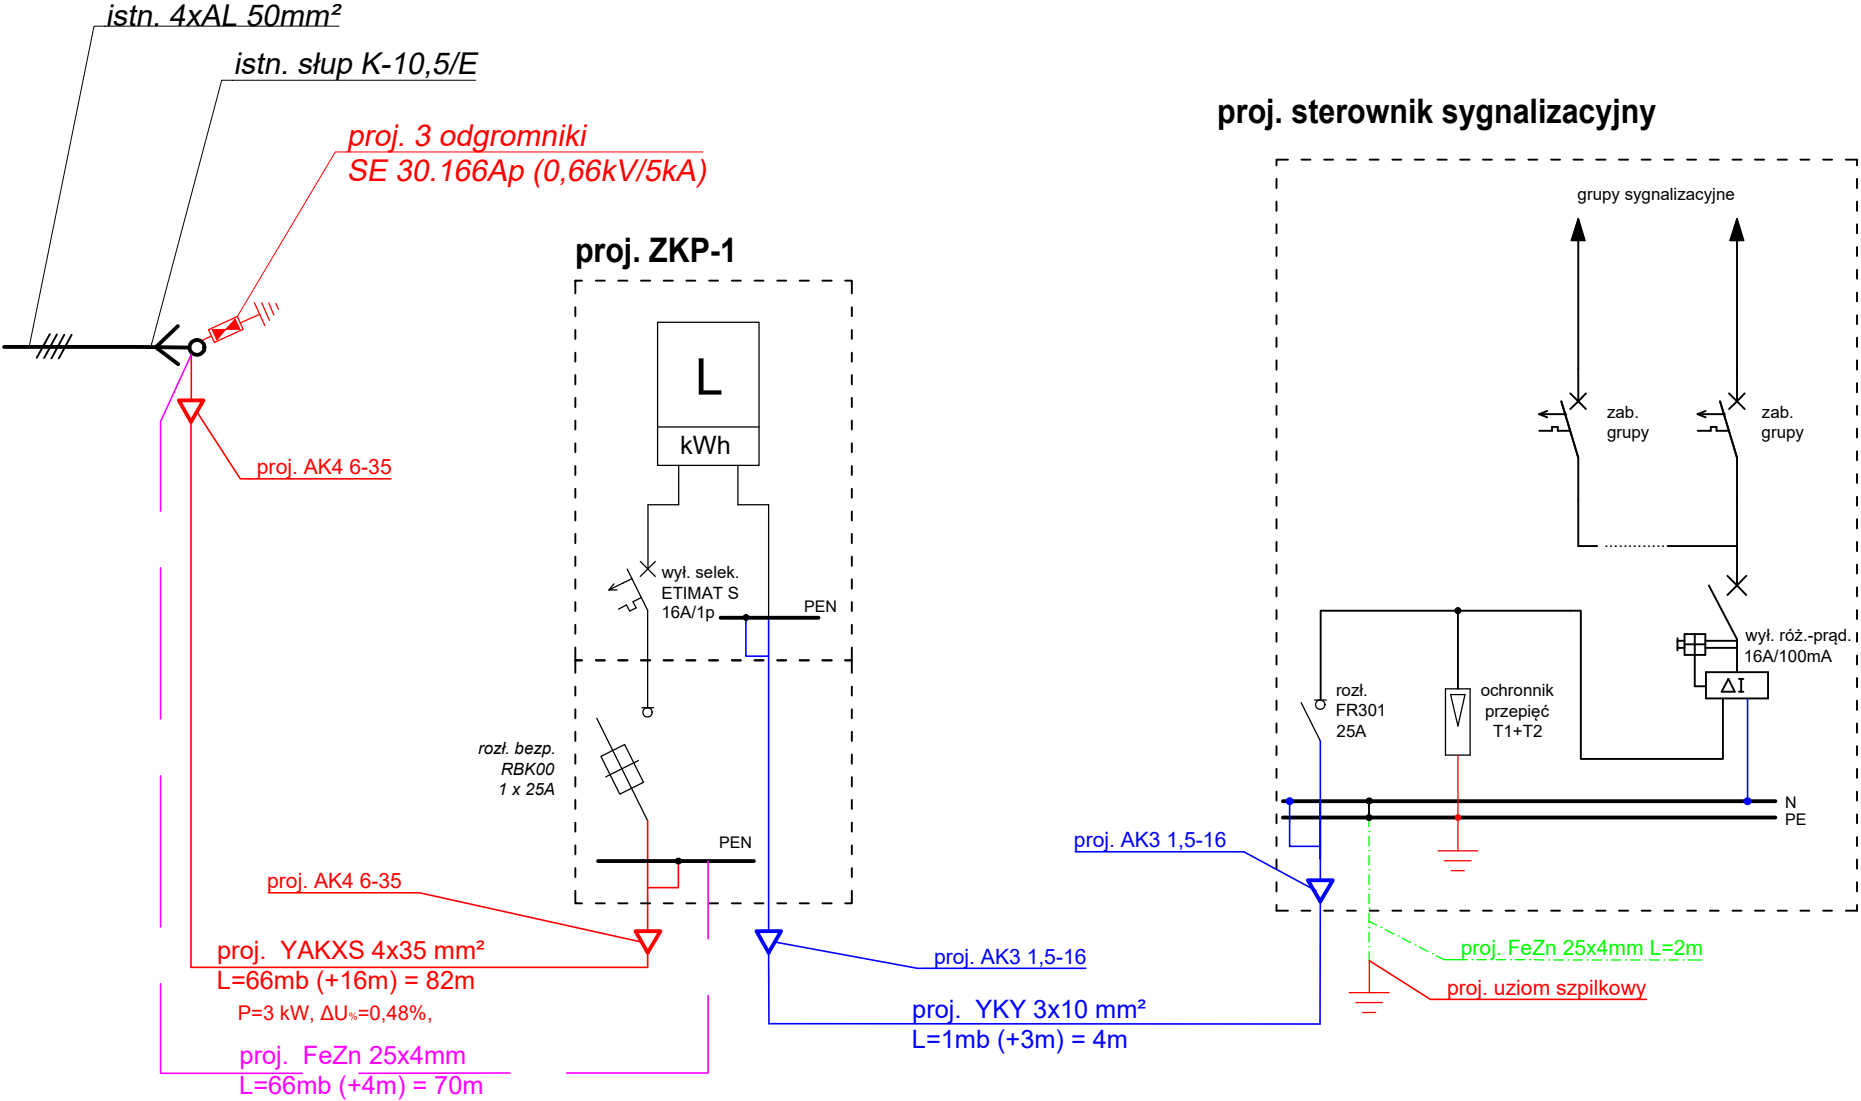 istn. 4xAL 50mm²
istn. słup K-10,5/E
proj. 3 odgromniki
SE 30.166Ap (0,66kV/5kA)
proj. AK4 6-35
proj. ZKP-1
L
kWh
wył. selek.
ETIMAT S
16A/1p
PEN
rozł. bezp.
RBK00
1 x 25A
PEN
proj. AK4 6-35
proj. YAKXS 4x35 mm²
L=66mb (+16m) = 82m
P=3 kW, ΔU%=0,48%,
proj. FeZn 25x4mm
L=66mb (+4m) = 70m
proj. AK3 1,5-16
proj. YKY 3x10 mm²
L=1mb (+3m) = 4m
proj. sterownik sygnalizacyjny
grupy sygnalizacyjne
zab.
grupy
zab.
grupy
wył. róż.-prąd.
16A/100mA
ΔI
rozł.
FR301
25A
ochronnik
przepięć
T1+T2
N
PE
proj. AK3 1,5-16
proj. FeZn 25x4mm L=2m
proj. uziom szpilkowy